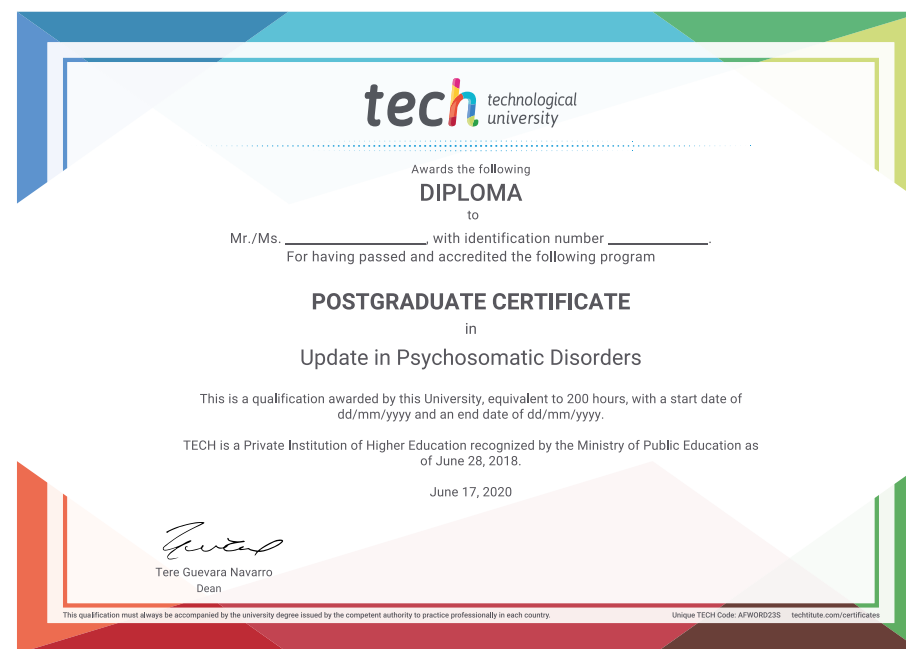 tech technological
university
Awards the following
DIPLOMA
to
Mr./Ms. ____________________, with identification number ______________.
For having passed and accredited the following program
POSTGRADUATE CERTIFICATE
in
Update in Psychosomatic Disorders
This is a qualification awarded by this University, equivalent to 200 hours, with a start date of
dd/mm/yyyy and an end date of dd/mm/yyyy.
TECH is a Private Institution of Higher Education recognized by the Ministry of Public Education as
of June 28, 2018.
June 17, 2020
Tere Guevara Navarro
Dean
This qualification must always be accompanied by the university degree issued by the competent authority to practice professionally in each country. Unique TECH Code: AFWORD23S techtitute.com/certificates